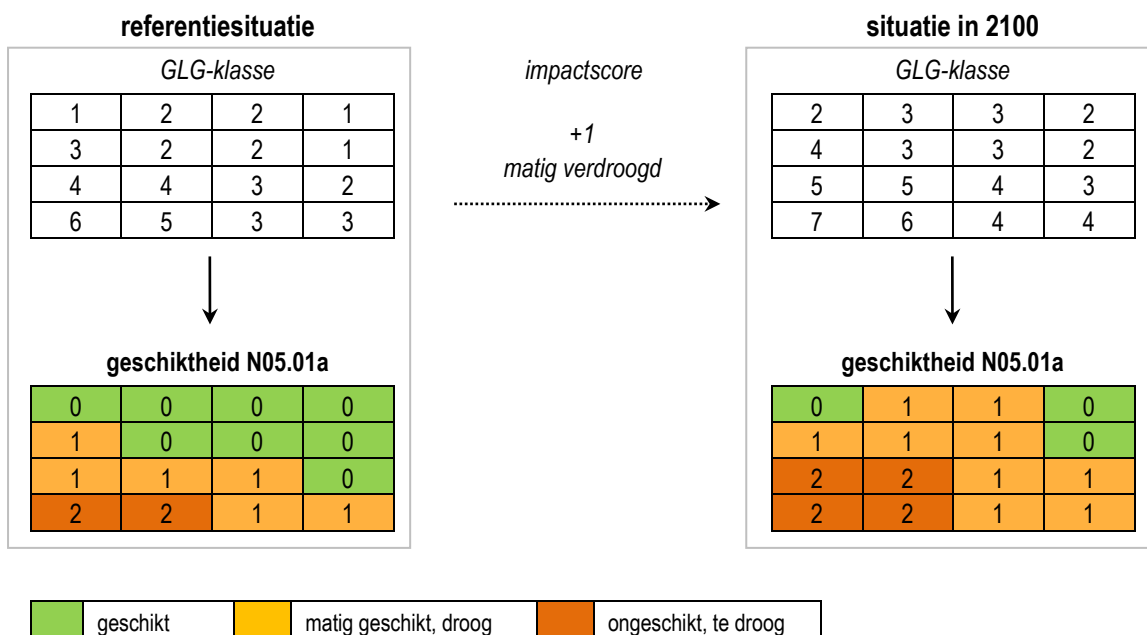 referentiesituatie
GLG-klasse
1 2 2 1
3 2 2 1
4 4 3 2
6 5 3 3
geschiktheid N05.01a
0 0 0 0
1 0 0 0
1 1 1 0
2 2 1 1
impactscore
+1
matig verdroogd
situatie in 2100
GLG-klasse
2 3 3 2
4 3 3 2
5 5 4 3
7 6 4 4
geschiktheid N05.01a
0 1 1 0
1 1 1 0
2 2 1 1
2 2 1 1
geschikt matig geschikt, droog ongeschikt, te droog